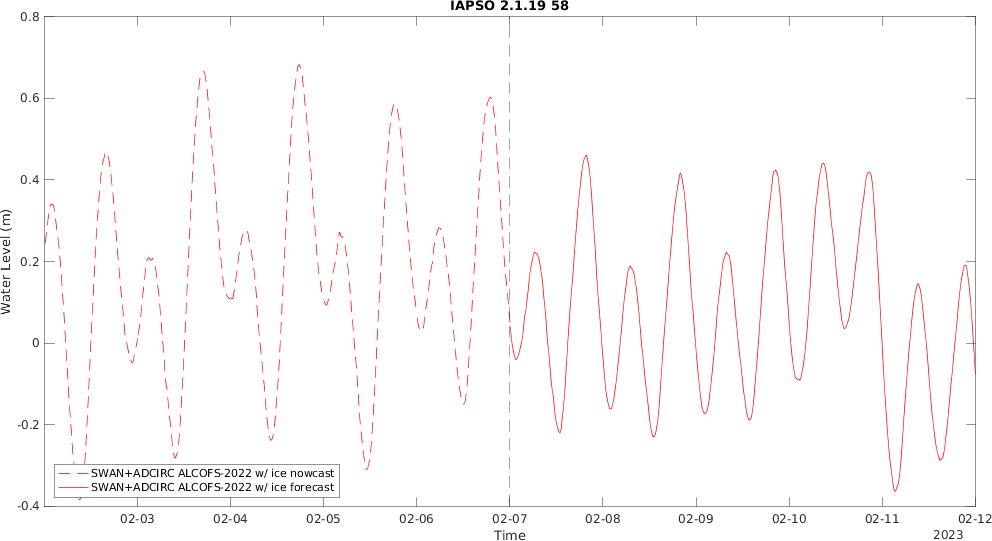 IAPSO 2.1.19 58
0.8
0.6
0.4
0.2
0
-0.2
-0.4
Water Level (m)
SWAN+ADCIRC ALCOFS-2022 w/ ice nowcast
SWAN+ADCIRC ALCOFS-2022 w/ ice forecast
02-03 02-04 02-05 02-06 02-07 02-08 02-09 02-10 02-11 02-12
Time
2023